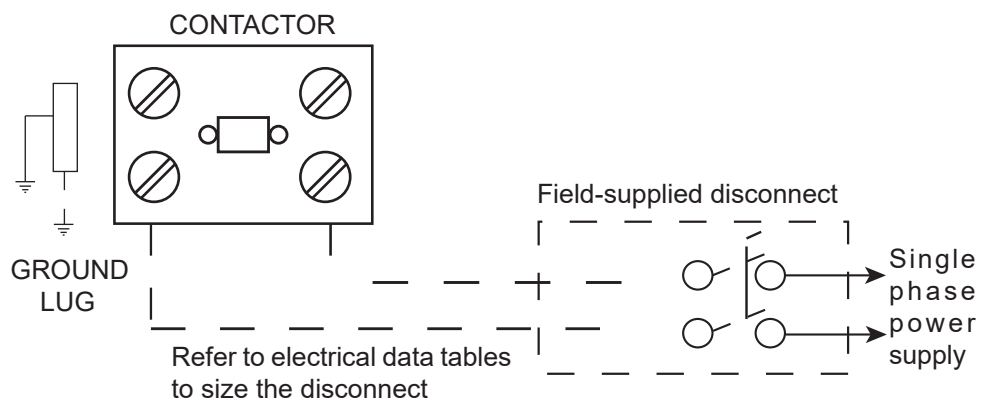 CONTACTOR
GROUND
LUG
Field-supplied disconnect
Single
phase
power
supply
Refer to electrical data tables
to size the disconnect